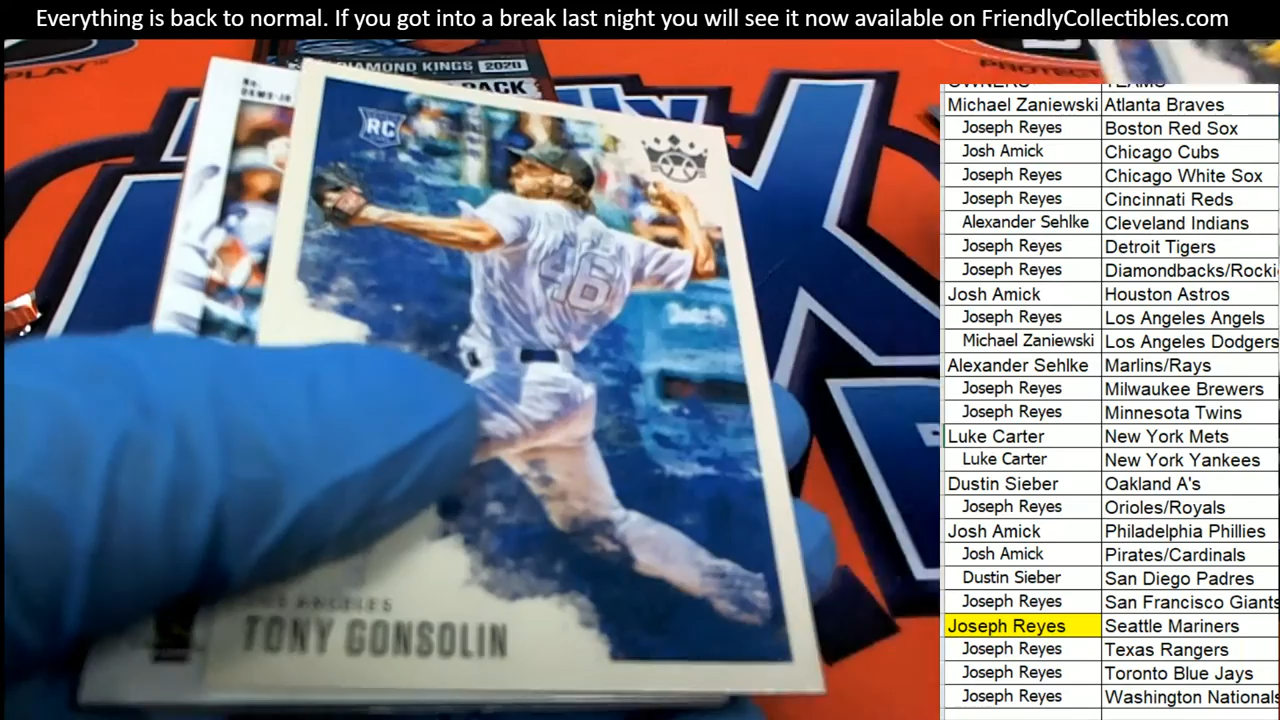 Everything is back to normal. If you got into a break last night you will see it now available on FriendlyCollectibles.com
PLAY
DIAMOND KINGS 2020
PACK
PROTECT
OWNERS TEAMS
Michael Zaniewski Atlanta Braves
Joseph Reyes Boston Red Sox
Josh Amick Chicago Cubs
Joseph Reyes Chicago White Sox
Joseph Reyes Cincinnati Reds
Alexander Sehlke Cleveland Indians
Joseph Reyes Detroit Tigers
Joseph Reyes Diamondbacks/Rocki
Josh Amick Houston Astros
Joseph Reyes Los Angeles Angels
Michael Zaniewski Los Angeles Dodgers
Alexander Sehlke Marlins/Rays
Joseph Reyes Milwaukee Brewers
Joseph Reyes Minnesota Twins
Luke Carter New York Mets
Luke Carter New York Yankees
Dustin Sieber Oakland A's
Joseph Reyes Orioles/Royals
Josh Amick Philadelphia Phillies
Josh Amick Pirates/Cardinals
Dustin Sieber San Diego Padres
Joseph Reyes San Francisco Giants
Joseph Reyes Seattle Mariners
Joseph Reyes Texas Rangers
Joseph Reyes Toronto Blue Jays
Joseph Reyes Washington Nationals
RC
46
ANGELES
TONY GONSOLIN